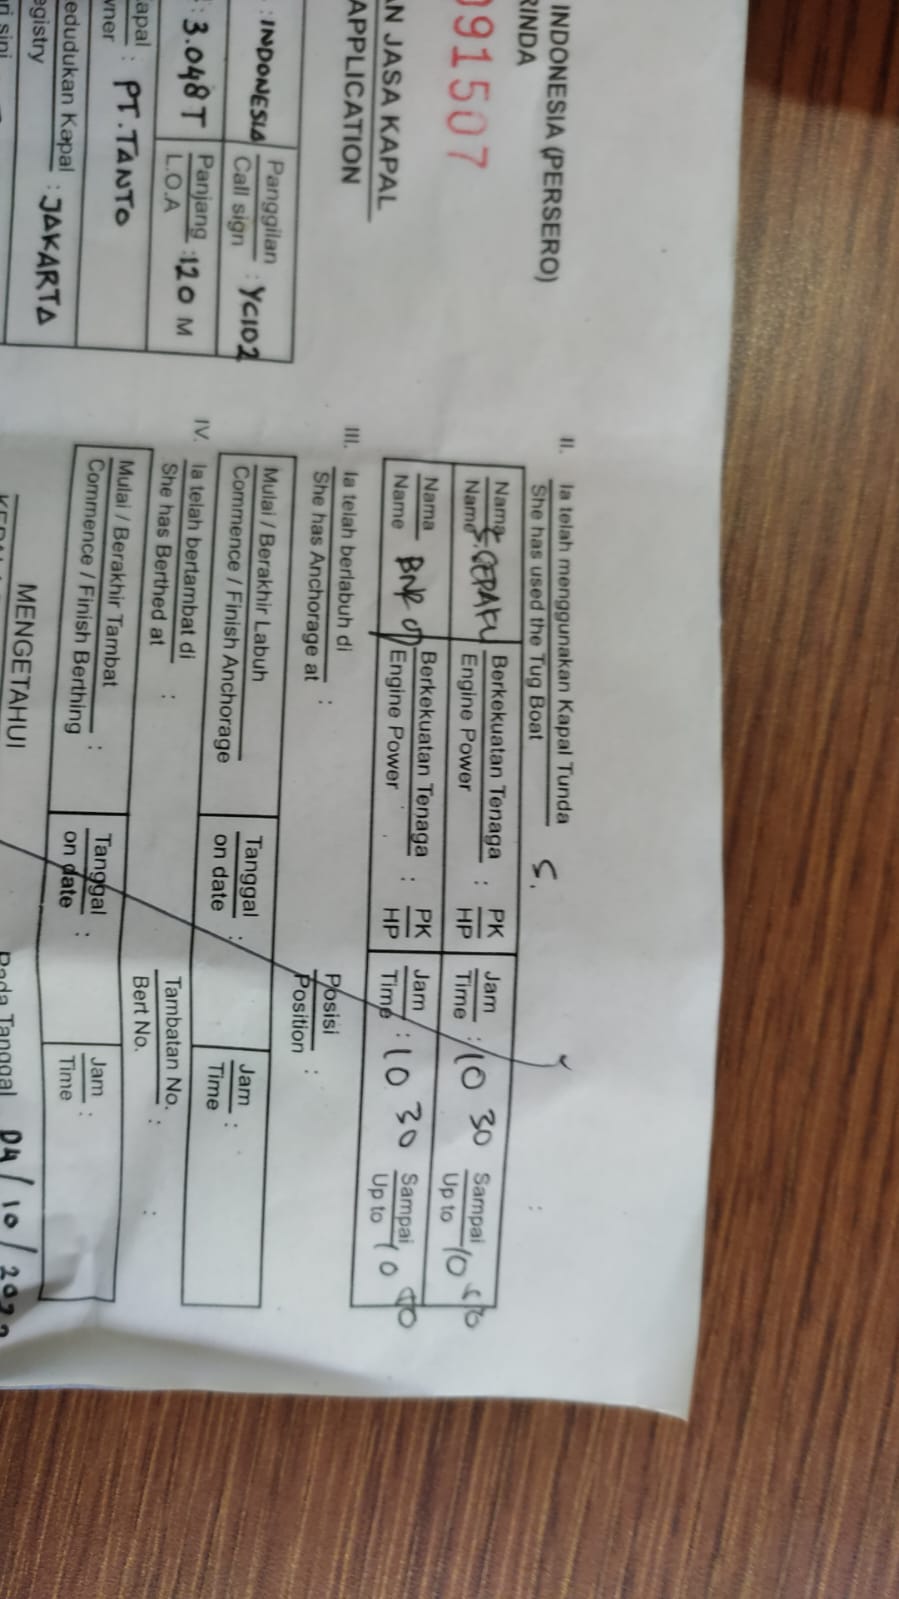 INDONESIA (PERSERO)
RINDA
091507
AN JASA KAPAL
APPLICATION
: INDONESIA Panggilan : YC102
Call sign
: 3.048 T Panjang : 120 M
L.O.A
apal : PT. TANTO
wner
edudukan Kapal : JAKARTA
egistry
ari sini
II. Ia telah menggunakan Kapal Tunda
She has used the Tug Boat S.
Nama S. SEPAKU Berkekuatan Tenaga : PK Jam : 10 30 Sampai 10 50
Name Engine Power HP Time Up to
Nama BNR Berkekuatan Tenaga : PK Jam : 10 30 Sampai 10 50
Name Engine Power HP Time Up to
III. Ia telah berlabuh di : Posisi :
She has Anchorage at Position
Mulai / Berakhir Labuh Tanggal : Jam :
Commence / Finish Anchorage on date Time
IV. Ia telah bertambat di : Tambatan No. : :
She has Berthed at Bert No.
Mulai / Berakhir Tambat : Tanggal : Jam :
Commence / Finish Berthing on date Time
MENGETAHUI
Pada Tanggal 04/10/202